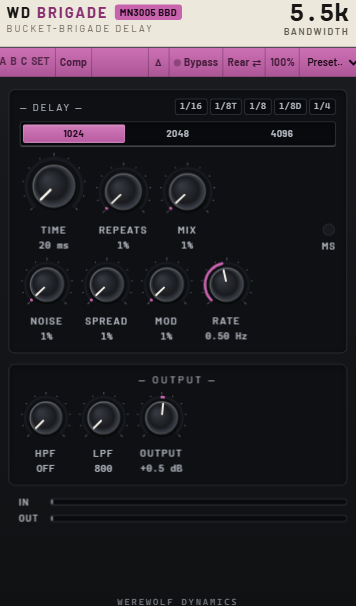 WD BRIGADE MN3005 BBD 5.5k
BUCKET-BRIGADE DELAY BANDWIDTH
A B C SET Comp Δ Bypass Rear ⇄ 100% Preset..
— DELAY — 1/16 1/8T 1/8 1/8D 1/4
1024 2048 4096
TIME REPEATS MIX
20 ms 1% 1% MS
NOISE SPREAD MOD RATE
1% 1% 1% 0.50 Hz
— OUTPUT —
HPF LPF OUTPUT
OFF 800 +0.5 dB
IN
OUT
WEREWOLF DYNAMICS